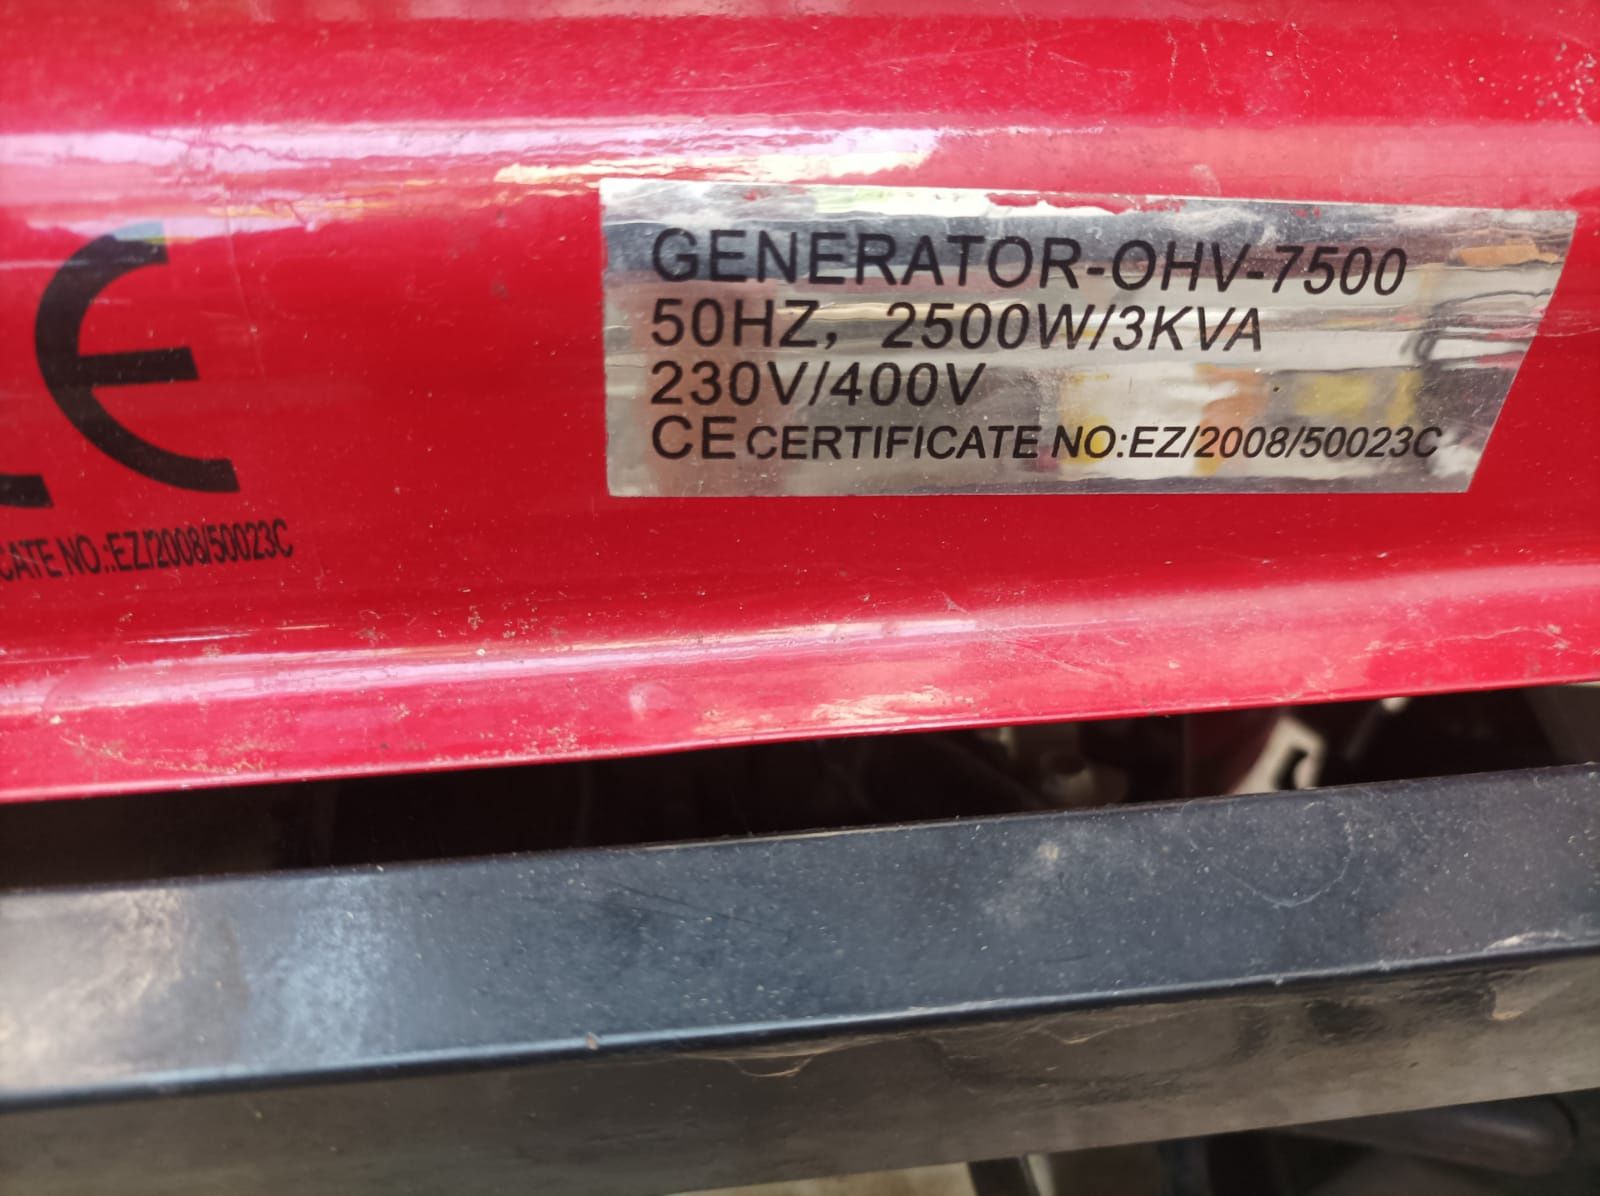 GENERATOR-OHV-7500
50HZ, 2500W/3KVA
230V/400V
CE CERTIFICATE NO:EZ/2008/50023C
CE
CATE NO.:EZ/2008/50023C